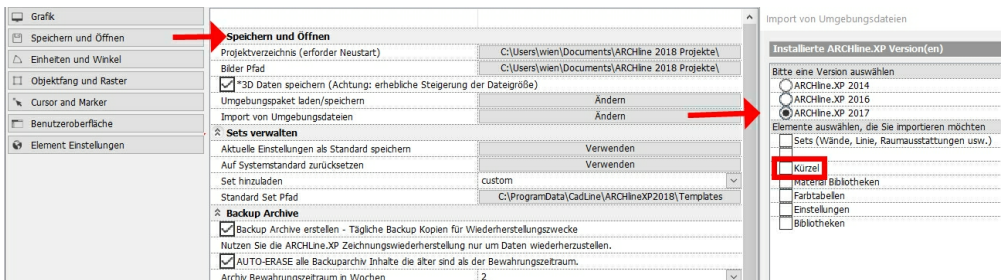 Grafik
Speichern und Öffnen
Einheiten und Winkel
Objektfang und Raster
Cursor and Marker
Benutzeroberfläche
Element Einstellungen
Speichern und Öffnen
Projektverzeichnis (erforder Neustart) C:\Users\wien\Documents\ARCHline 2018 Projekte\
Bilder Pfad C:\Users\wien\Documents\ARCHline 2018 Projekte\
*3D Daten speichern (Achtung: erhebliche Steigerung der Dateigröße)
Umgebungspaket laden/speichern Ändern
Import von Umgebungsdateien Ändern
Sets verwalten
Aktuelle Einstellungen als Standard speichern Verwenden
Auf Systemstandard zurücksetzen Verwenden
Set hinzuladen custom
Standard Set Pfad C:\ProgramData\CadLine\ARCHlineXP2018\Templates
Backup Archive
Backup Archive erstellen - Tägliche Backup Kopien für Wiederherstellungszwecke
Nutzen Sie die ARCHLine.XP Zeichnungswiederherstellung nur um Daten wiederherzustellen.
AUTO-ERASE alle Backuparchiv Inhalte die älter sind als der Bewahrungszeitraum.
Archiv Bewahrungszeitraum in Wochen 2
Import von Umgebungsdateien
Installierte ARCHline.XP Version(en)
Bitte eine Version auswählen
ARCHline.XP 2014
ARCHline.XP 2016
ARCHline.XP 2017
Elemente auswählen, die Sie importieren möchten
Sets (Wände, Linie, Raumausstattungen usw.)
Kürzel
Material Bibliotheken
Farbtabellen
Einstellungen
Bibliotheken